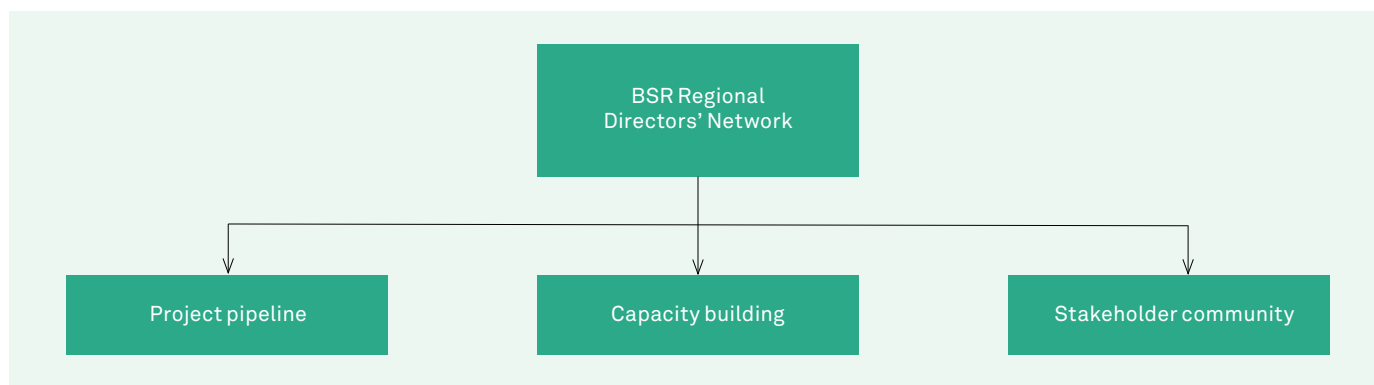 BSR Regional
Directors’ Network
Project pipeline
Capacity building
Stakeholder community